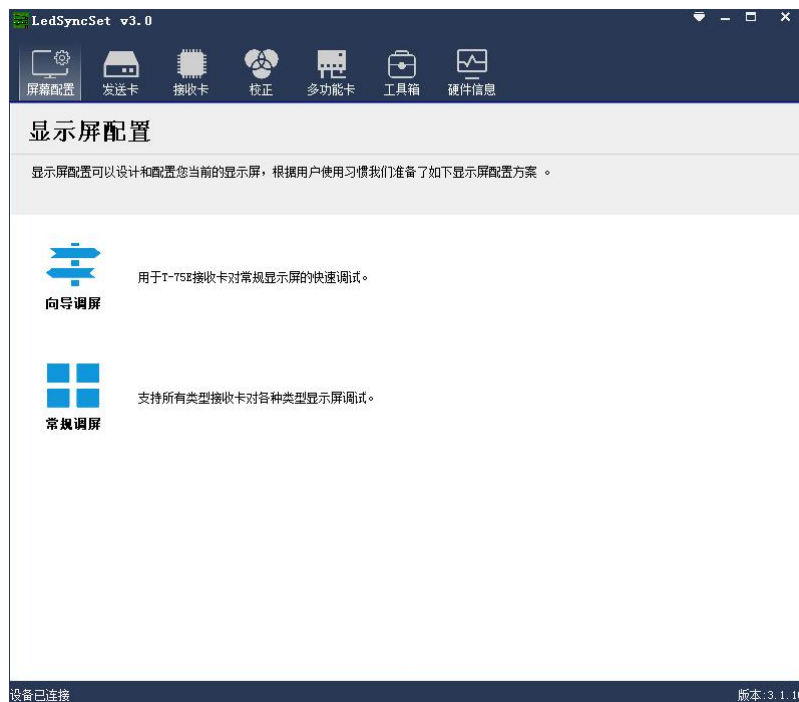 LedSyncSet v3.0
屏幕配置 发送卡 接收卡 校正 多功能卡 工具箱 硬件信息
显示屏配置
显示屏配置可以设计和配置您当前的显示屏，根据用户使用习惯我们准备了如下显示屏配置方案 。
用于T-75E接收卡对常规显示屏的快速调试。
向导调屏
支持所有类型接收卡对各种类型显示屏调试。
常规调屏
设备已连接 版本:3.1.10